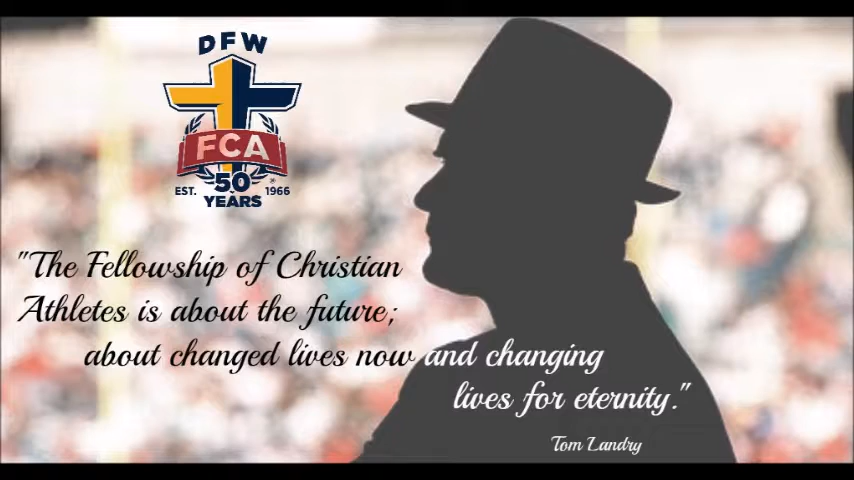 DFW
FCA
50
EST. 1966
YEARS
"The Fellowship of Christian
Athletes is about the future;
about changed lives now and changing
lives for eternity."
Tom Landry